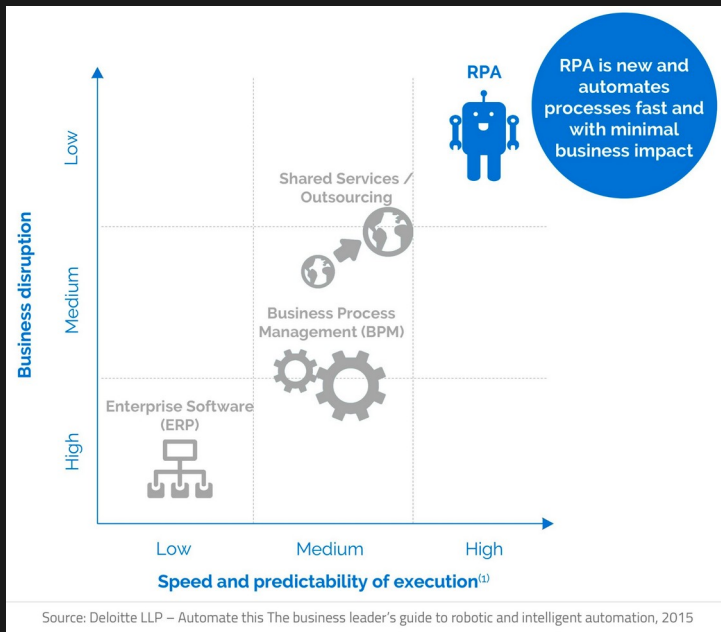 RPA
RPA is new and
automates
processes fast and
with minimal
business impact
Business disruption
Low
Medium
High
Shared Services /
Outsourcing
Business Process
Management (BPM)
Enterprise Software
(ERP)
Low
Medium
High
Speed and predictability of execution(1)
Source: Deloitte LLP – Automate this The business leader's guide to robotic and intelligent automation, 2015